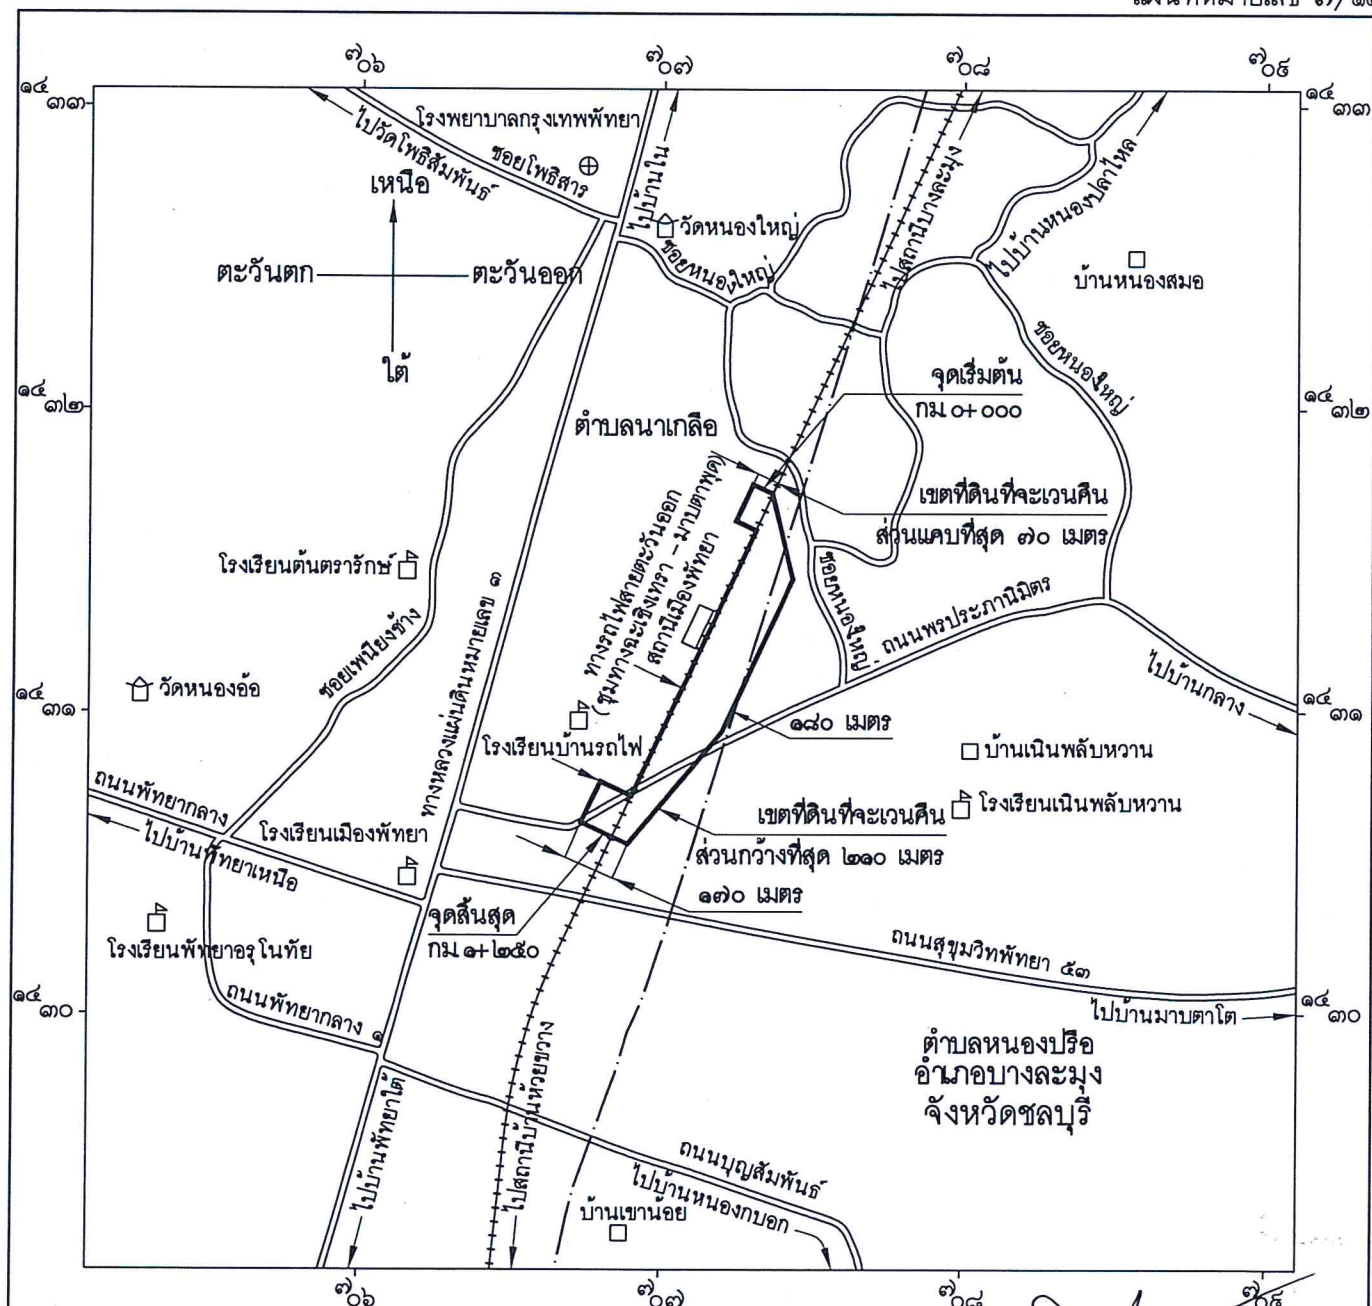 ๗๐๖
๗๐๗
๗๐๘
๗๐๙
๑๔ ๓๓
๑๔ ๓๓
โรงพยาบาลกรุงเทพพัทยา
ไปวัดโพธิสัมพันธ์
ซอยโพธิสาร
ไปบ้านใน
ไปสถานีบางละมุง
ไปบ้านหนองปลาไหล
เหนือ
วัดหนองใหญ่
ซอยหนองใหญ่
ตะวันตก
ตะวันออก
บ้านหนองสมอ
ใต้
ซอยหนองใหญ่
จุดเริ่มต้น
กม.๐+๐๐๐
๑๔ ๓๒
๑๔ ๓๒
ตำบลนาเกลือ
เขตที่ดินที่จะเวนคืน
ส่วนแคบที่สุด ๗๐ เมตร
ทางรถไฟสายตะวันออก
(ชุมทางฉะเชิงเทรา - มาบตาพุด)
สถานีเมืองพัทยา
โรงเรียนต้นตรารักษ์
ซอยหนองใหญ่
ถนนพรประภานิมิตร
ซอยเพนียงช้าง
ทางหลวงแผ่นดินหมายเลข ๓
วัดหนองอ้อ
ไปบ้านกลาง
๑๔ ๓๑
๑๔ ๓๑
๑๘๐ เมตร
โรงเรียนบ้านรถไฟ
บ้านเนินพลับหวาน
ถนนพัทยากลาง
โรงเรียนเนินพลับหวาน
เขตที่ดินที่จะเวนคืน
ส่วนกว้างที่สุด ๒๑๐ เมตร
โรงเรียนเมืองพัทยา
ไปบ้านพัทยาเหนือ
๑๗๐ เมตร
จุดสิ้นสุด
กม.๑+๒๕๐
โรงเรียนพัทยาอรุโนทัย
ถนนสุขุมวิทพัทยา ๕๓
ถนนพัทยากลาง ๑
๑๔ ๓๐
๑๔ ๓๐
ไปบ้านมาบตาโต
ตำบลหนองปรือ
อำเภอบางละมุง
จังหวัดชลบุรี
ไปบ้านพัทยาใต้
ไปสถานีบ้านห้วยขวาง
ถนนบุญสัมพันธ์
ไปบ้านหนองกบอก
บ้านเขาน้อย
๗๐๖
๗๐๗
๗๐๘
๗๐๙